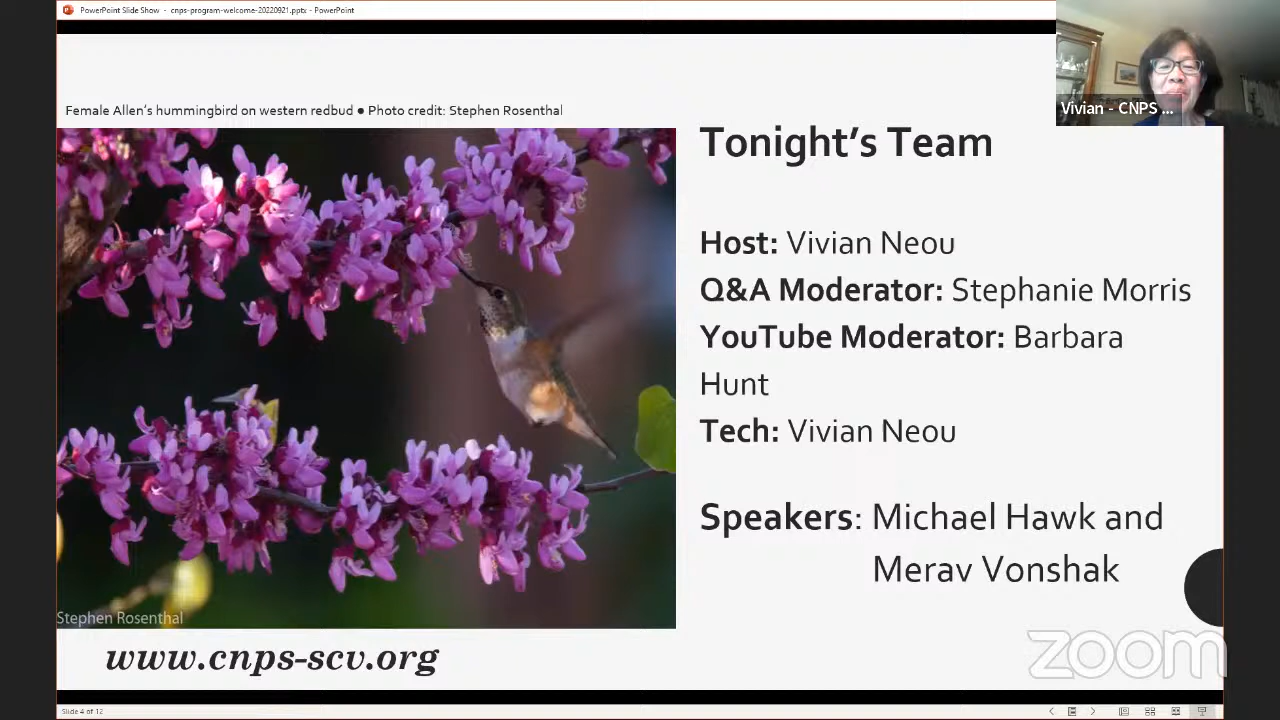 PowerPoint Slide Show - cnps-program-welcome-20220921.pptx - PowerPoint
Vivian - CNPS ...
Female Allen's hummingbird on western redbud ● Photo credit: Stephen Rosenthal
Tonight's Team
Host: Vivian Neou
Q&A Moderator: Stephanie Morris
YouTube Moderator: Barbara
Hunt
Tech: Vivian Neou
Speakers: Michael Hawk and
Merav Vonshak
Stephen Rosenthal
www.cnps-scv.org
zoom
Slide 4 of 12